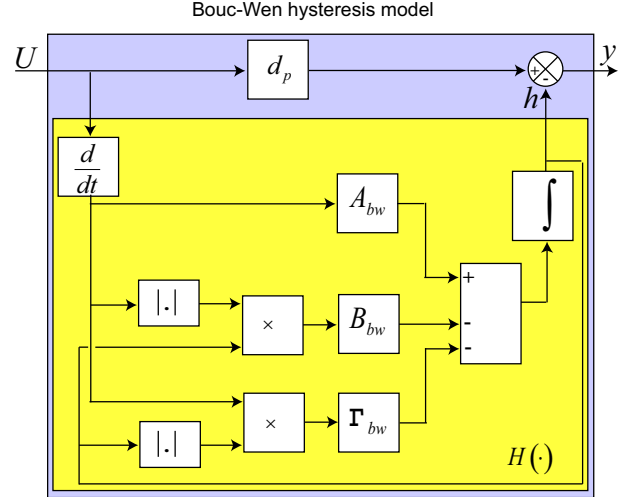 Bouc-Wen hysteresis model
U
d_p
+
-
y
h
d/dt
A_bw
∫
+
|.|
×
B_bw
-
-
|.|
×
Γ_bw
H(·)